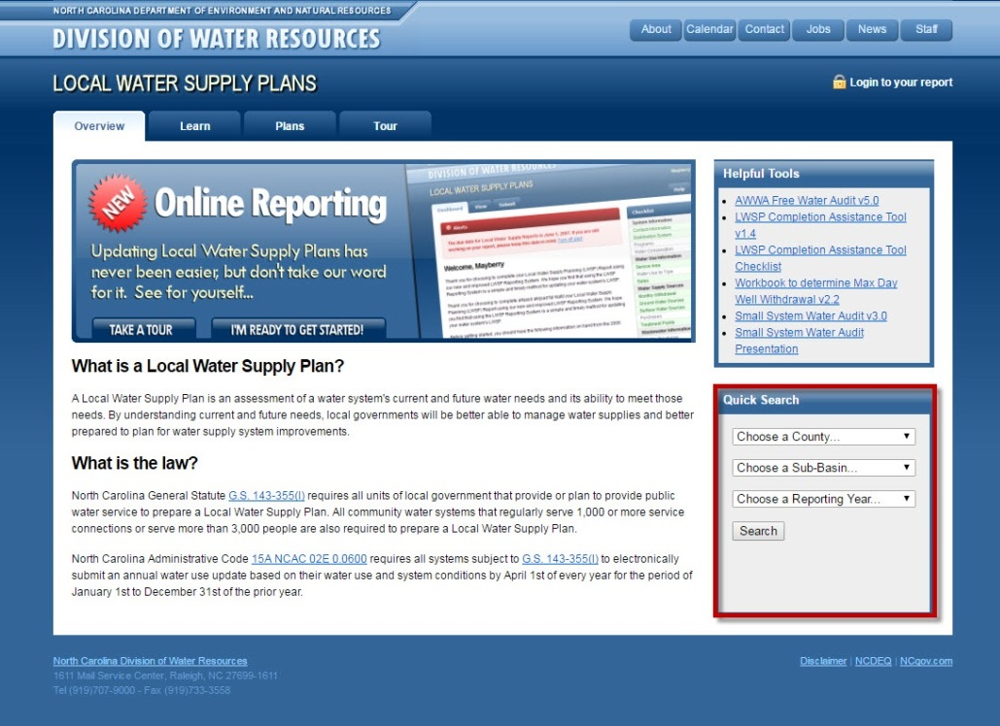 NORTH CAROLINA DEPARTMENT OF ENVIRONMENT AND NATURAL RESOURCES
DIVISION OF WATER RESOURCES
About
Calendar
Contact
Jobs
News
Staff
LOCAL WATER SUPPLY PLANS
Login to your report
Overview
Learn
Plans
Tour
NEW
Online Reporting
Updating Local Water Supply Plans has
never been easier, but don't take our word
for it. See for yourself...
TAKE A TOUR
I'M READY TO GET STARTED!
DIVISION OF WATER RESOURCES
LOCAL WATER SUPPLY PLANS
Alerts
Welcome, Mayberry
Checklist
What is a Local Water Supply Plan?
A Local Water Supply Plan is an assessment of a water system's current and future water needs and its ability to meet those
needs. By understanding current and future needs, local governments will be better able to manage water supplies and better
prepared to plan for water supply system improvements.
What is the law?
North Carolina General Statute G.S. 143-355(l) requires all units of local government that provide or plan to provide public
water service to prepare a Local Water Supply Plan. All community water systems that regularly serve 1,000 or more service
connections or serve more than 3,000 people are also required to prepare a Local Water Supply Plan.
North Carolina Administrative Code 15A NCAC 02E 0.0600 requires all systems subject to G.S. 143-355(l) to electronically
submit an annual water use update based on their water use and system conditions by April 1st of every year for the period of
January 1st to December 31st of the prior year.
Helpful Tools
AWWA Free Water Audit v5.0
LWSP Completion Assistance Tool
v1.4
LWSP Completion Assistance Tool
Checklist
Workbook to determine Max Day
Well Withdrawal v2.2
Small System Water Audit v3.0
Small System Water Audit
Presentation
Quick Search
Choose a County...
Choose a Sub-Basin...
Choose a Reporting Year...
Search
North Carolina Division of Water Resources
1611 Mail Service Center, Raleigh, NC 27699-1611
Tel (919)707-9000 - Fax (919)733-3558
Disclaimer | NCDEQ | NCgov.com